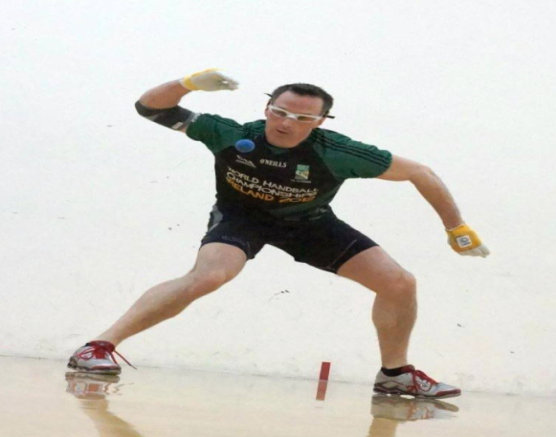 O'NEILLS
WORLD HANDBALL
CHAMPIONSHIPS
IRELAND 2012